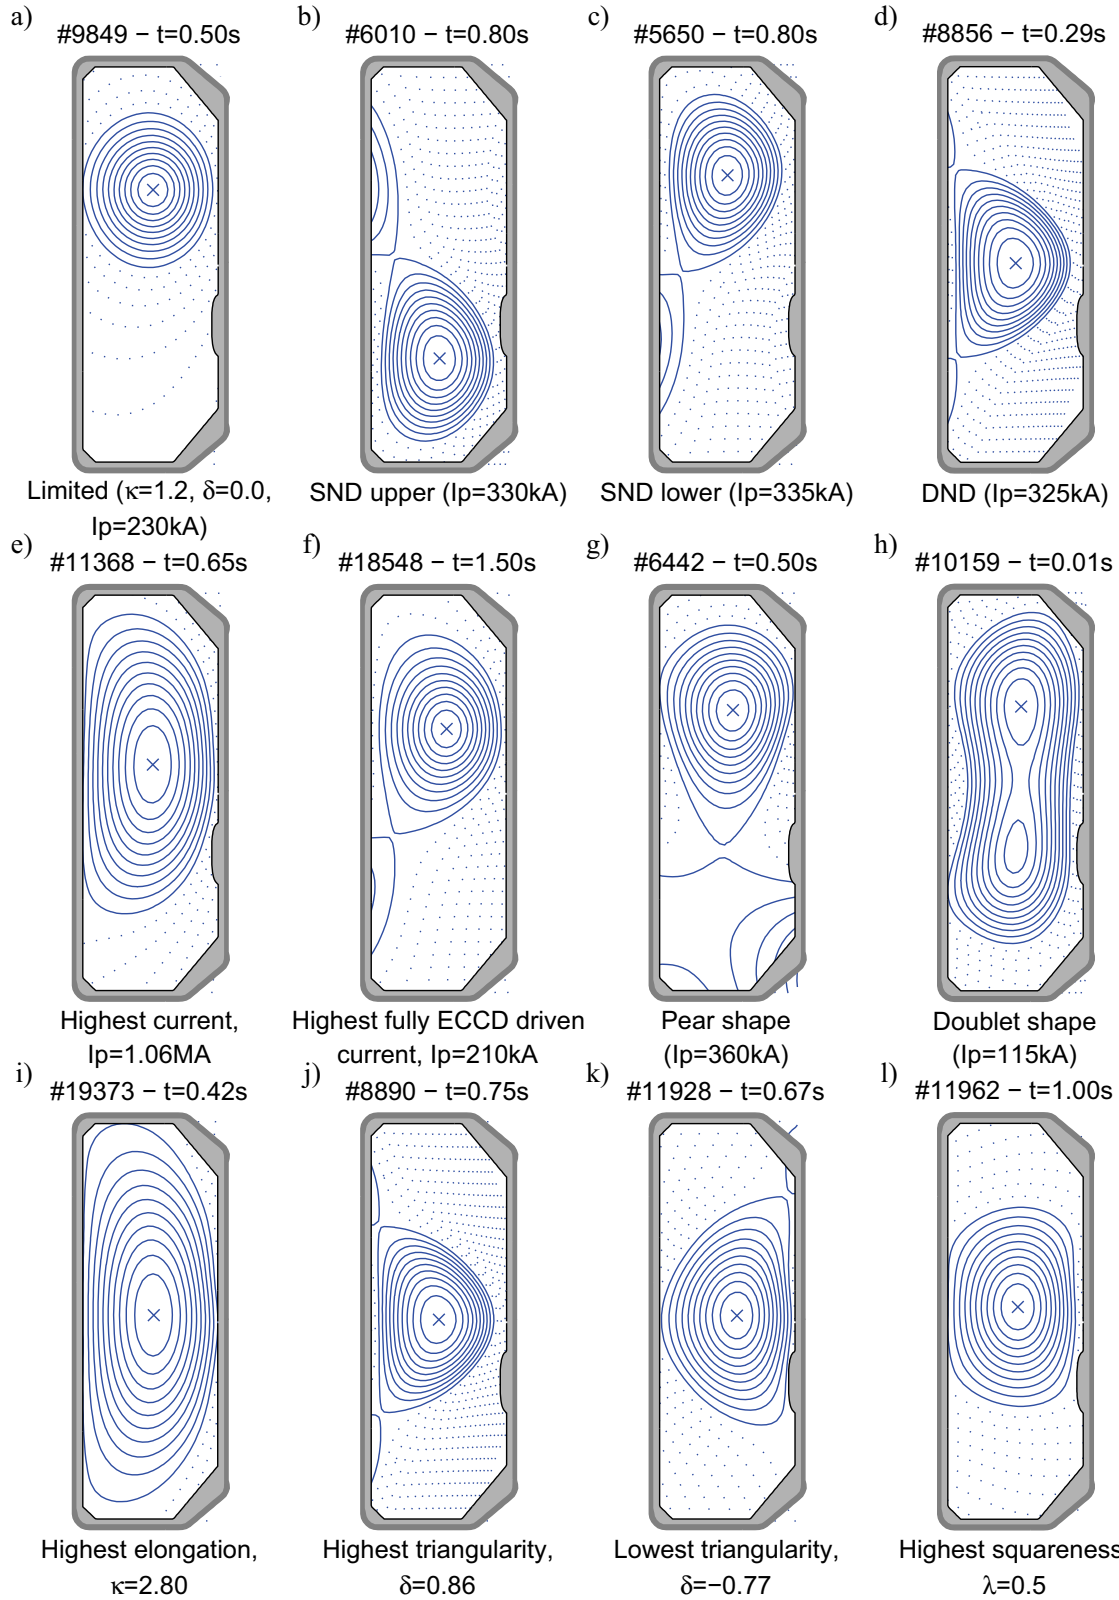 a)
#9849 − t=0.50s
b)
#6010 − t=0.80s
c)
#5650 − t=0.80s
d)
#8856 − t=0.29s
Limited (κ=1.2, δ=0.0,
Ip=230kA)
SND upper (Ip=330kA)
SND lower (Ip=335kA)
DND (Ip=325kA)
e)
#11368 − t=0.65s
f)
#18548 − t=1.50s
g)
#6442 − t=0.50s
h)
#10159 − t=0.01s
Highest current,
Ip=1.06MA
Highest fully ECCD driven
current, Ip=210kA
Pear shape
(Ip=360kA)
Doublet shape
(Ip=115kA)
i)
#19373 − t=0.42s
j)
#8890 − t=0.75s
k)
#11928 − t=0.67s
l)
#11962 − t=1.00s
Highest elongation,
κ=2.80
Highest triangularity,
δ=0.86
Lowest triangularity,
δ=−0.77
Highest squareness
λ=0.5